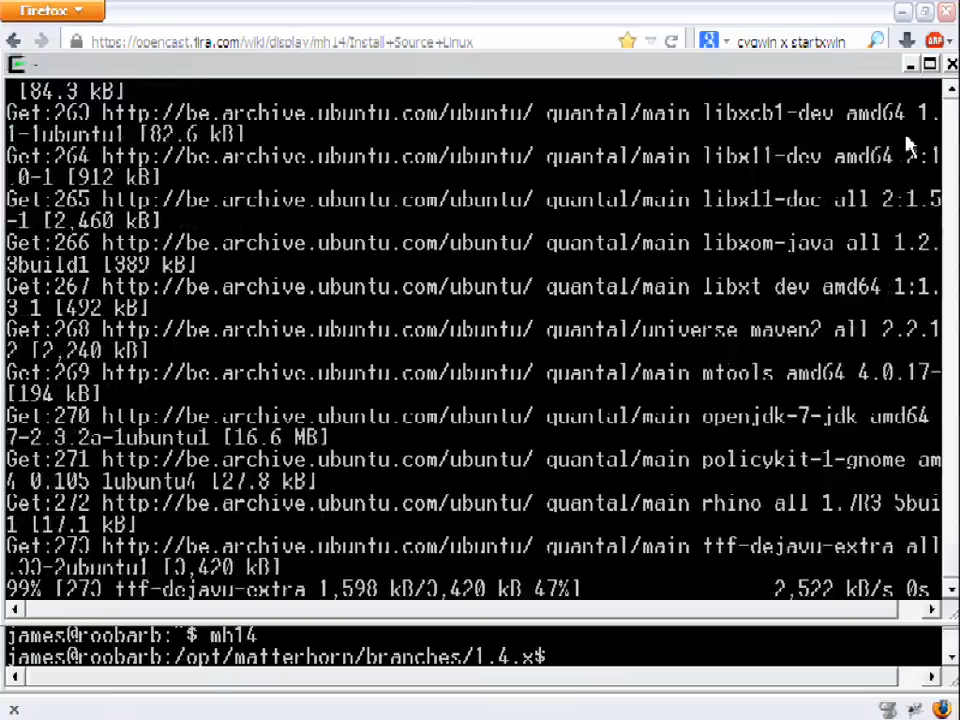 Firefox
https://opencast.jira.com/wiki/display/mh14/Install+Source+Linux
cygwin x startxwin
ABP
~
[84.3 kB]
Get:263 http://be.archive.ubuntu.com/ubuntu/ quantal/main libxcb1-dev amd64 1.
1-1ubuntu1 [82.6 kB]
Get:264 http://be.archive.ubuntu.com/ubuntu/ quantal/main libx11-dev amd64 2:1
.0-1 [912 kB]
Get:265 http://be.archive.ubuntu.com/ubuntu/ quantal/main libx11-doc all 2:1.5
-1 [2,460 kB]
Get:266 http://be.archive.ubuntu.com/ubuntu/ quantal/main libxom-java all 1.2.
3build1 [389 kB]
Get:267 http://be.archive.ubuntu.com/ubuntu/ quantal/main libxt-dev amd64 1:1.
3-1 [492 kB]
Get:268 http://be.archive.ubuntu.com/ubuntu/ quantal/universe maven2 all 2.2.1
2 [2,240 kB]
Get:269 http://be.archive.ubuntu.com/ubuntu/ quantal/main mtools amd64 4.0.17-
[194 kB]
Get:270 http://be.archive.ubuntu.com/ubuntu/ quantal/main openjdk-7-jdk amd64
7-2.3.2a-1ubuntu1 [16.6 MB]
Get:271 http://be.archive.ubuntu.com/ubuntu/ quantal/main policykit-1-gnome am
4 0.105-1ubuntu4 [27.8 kB]
Get:272 http://be.archive.ubuntu.com/ubuntu/ quantal/main rhino all 1.7R3-5bui
1 [17.1 kB]
Get:273 http://be.archive.ubuntu.com/ubuntu/ quantal/main ttf-dejavu-extra all
.33-2ubuntu1 [3,420 kB]
99% [273 ttf-dejavu-extra 1,598 kB/3,420 kB 47%] 2,522 kB/s 0s
james@roobarb:~$ mh14
james@roobarb:/opt/matterhorn/branches/1.4.x$
x